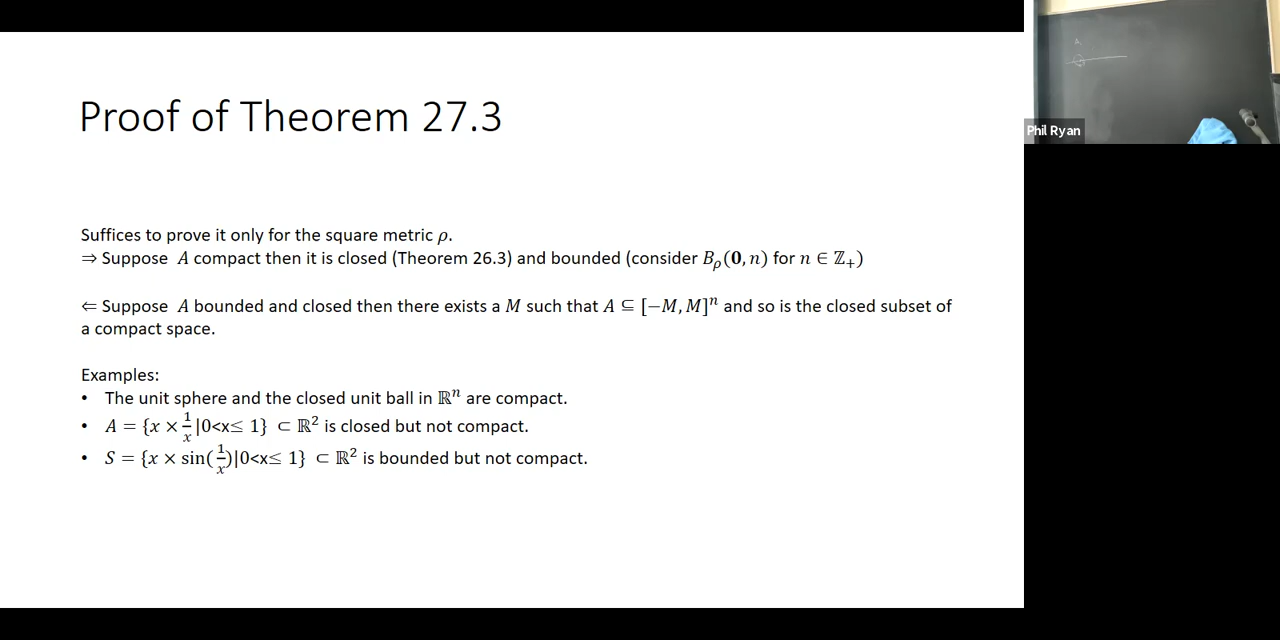 Proof of Theorem 27.3
Phil Ryan
Suffices to prove it only for the square metric ρ.
⇒ Suppose A compact then it is closed (Theorem 26.3) and bounded (consider B_ρ(𝟎, n) for n ∈ ℤ₊)
⇐ Suppose A bounded and closed then there exists a M such that A ⊆ [−M, M]ⁿ and so is the closed subset of
a compact space.
Examples:
• The unit sphere and the closed unit ball in ℝⁿ are compact.
• A = {x × 1/x |0<x≤ 1} ⊂ ℝ² is closed but not compact.
• S = {x × sin(1/x)|0<x≤ 1} ⊂ ℝ² is bounded but not compact.